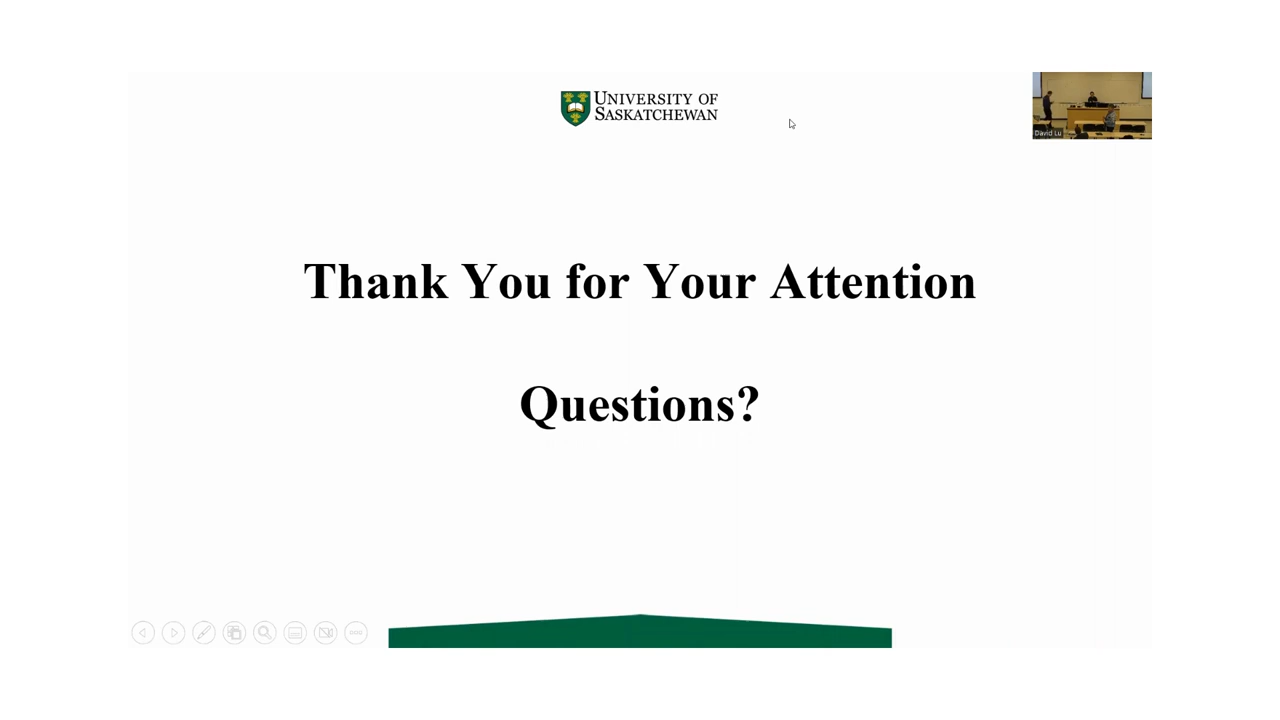 UNIVERSITY OF
SASKATCHEWAN
David Lu
Thank You for Your Attention
Questions?